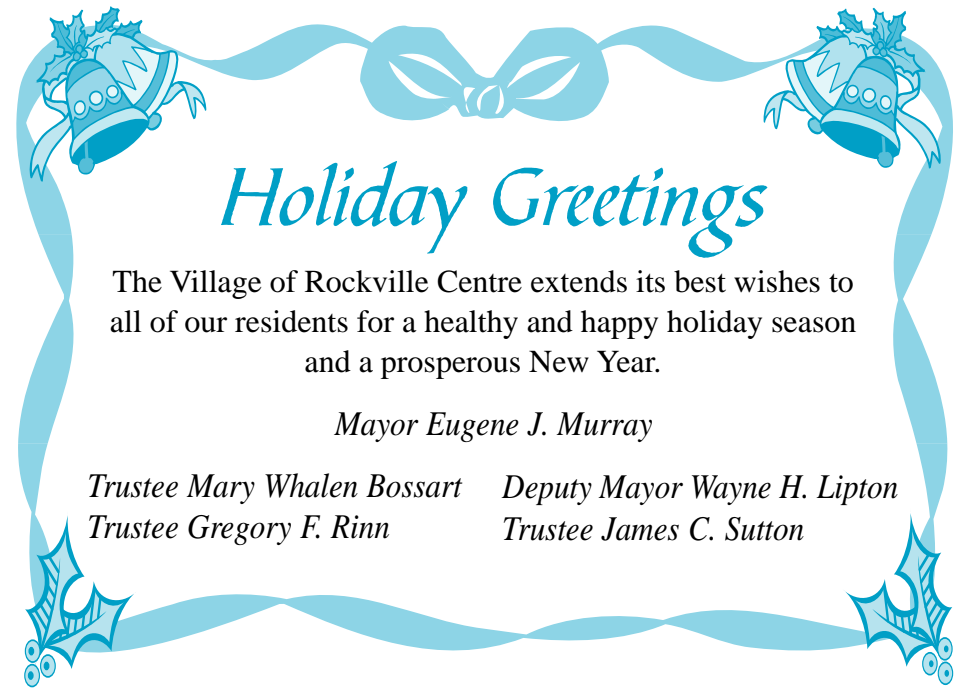 Holiday Greetings
The Village of Rockville Centre extends its best wishes to
all of our residents for a healthy and happy holiday season
and a prosperous New Year.
Mayor Eugene J. Murray
Trustee Mary Whalen Bossart
Trustee Gregory F. Rinn
Deputy Mayor Wayne H. Lipton
Trustee James C. Sutton